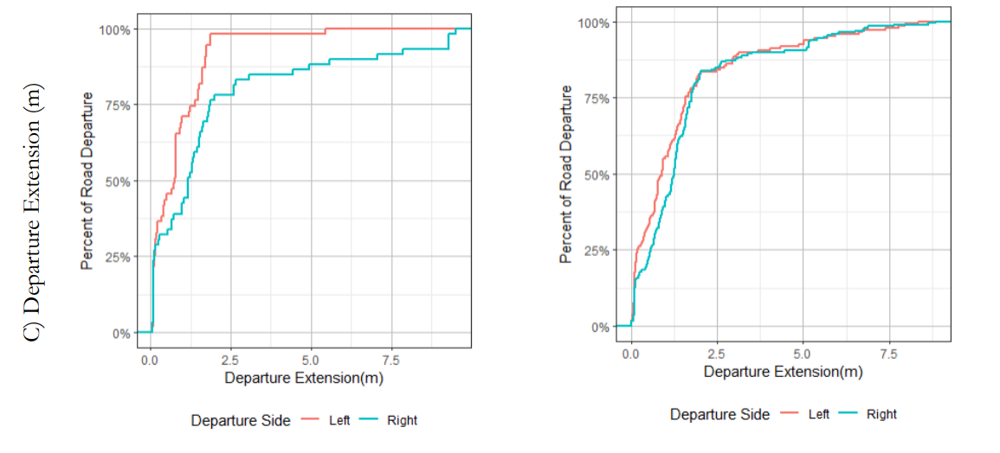 C) Departure Extension (m)
100%
75%
50%
25%
0%
Percent of Road Departure
0.0 2.5 5.0 7.5
Departure Extension(m)
Departure Side Left Right
100%
75%
50%
25%
0%
Percent of Road Departure
0.0 2.5 5.0 7.5
Departure Extension(m)
Departure Side Left Right